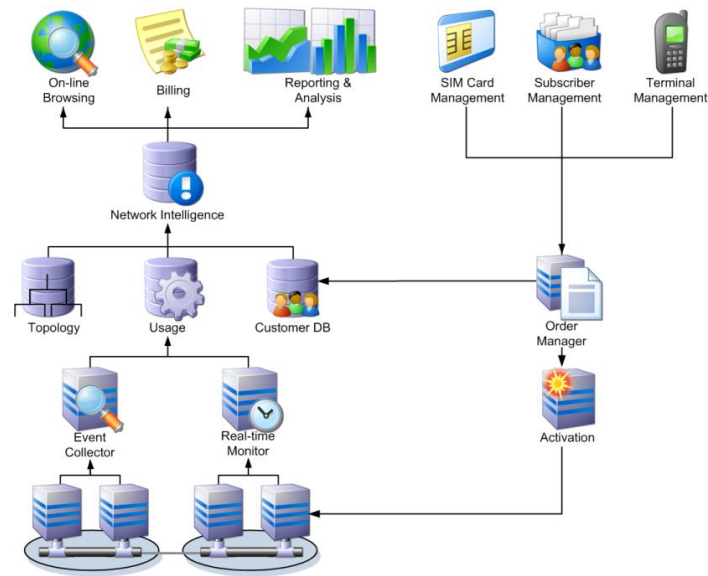 On-line
Browsing
Billing
Reporting &
Analysis
SIM Card
Management
Subscriber
Management
Terminal
Management
Network Intelligence
Topology
Usage
Customer DB
Order
Manager
Event
Collector
Real-time
Monitor
Activation